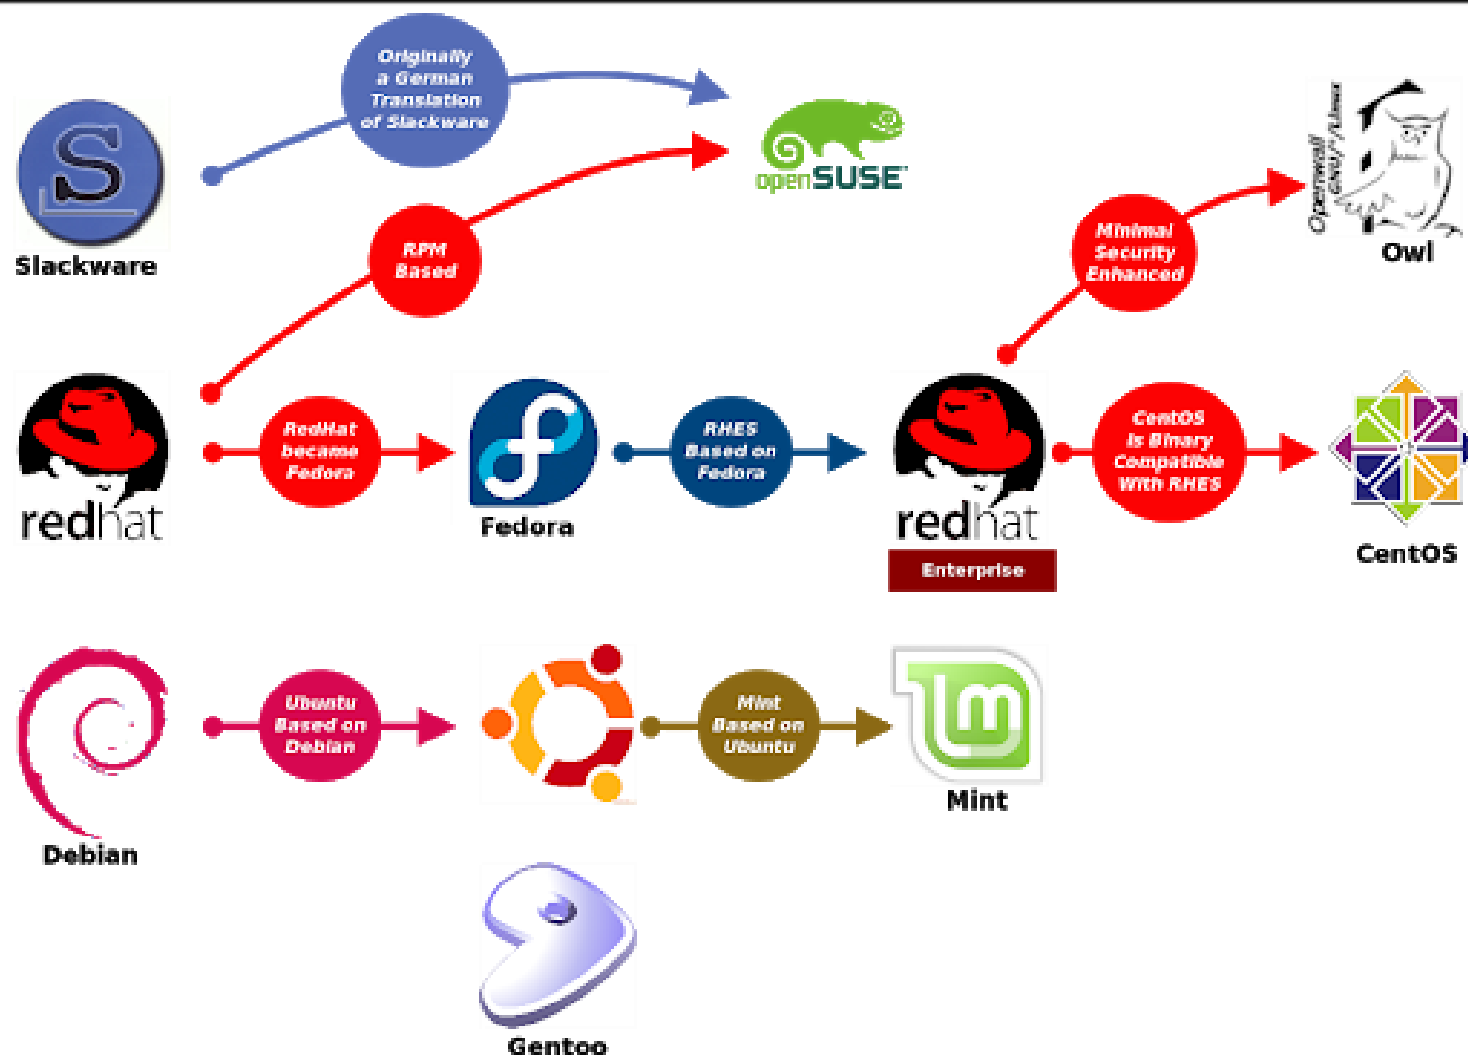 Originally
a German
Translation
of Slackware
Slackware
openSUSE
Openwall
GNU/*/Linux
Owl
RPM
Based
Minimal
Security
Enhanced
redhat
RedHat
became
Fedora
Fedora
RHES
Based on
Fedora
redhat
Enterprise
CentOS
is Binary
Compatible
With RHES
CentOS
Debian
Ubuntu
Based on
Debian
Mint
Based on
Ubuntu
Mint
Gentoo